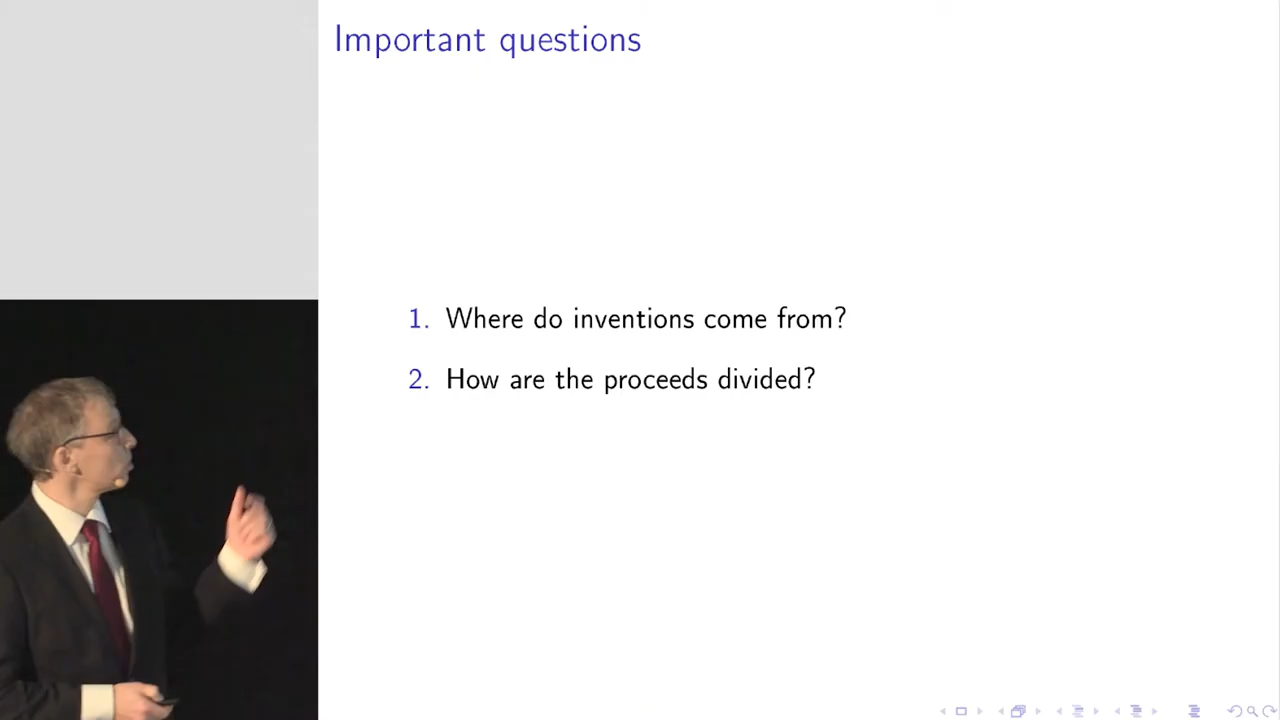 Important questions
1. Where do inventions come from?
2. How are the proceeds divided?